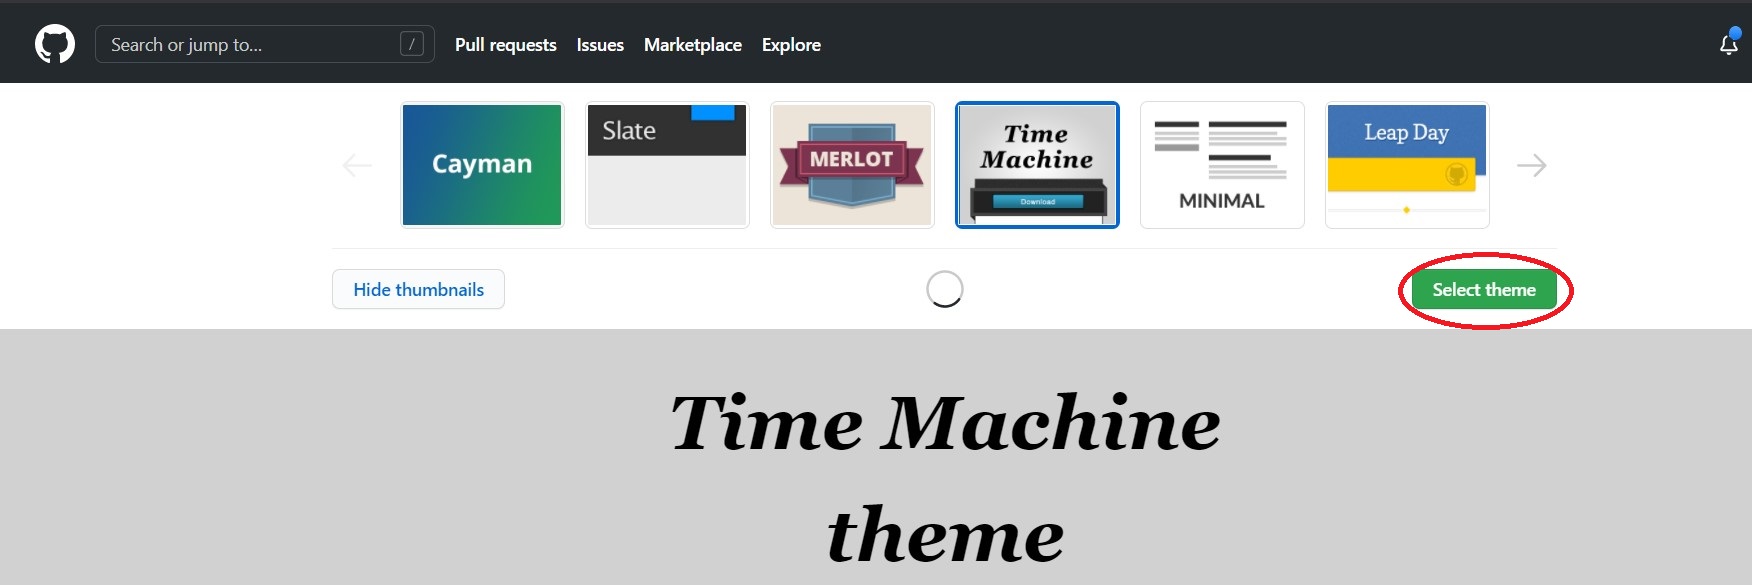 Search or jump to...
/
Pull requests
Issues
Marketplace
Explore
Cayman
Slate
MERLOT
Time
Machine
Download
MINIMAL
Leap Day
Hide thumbnails
Select theme
Time Machine
theme